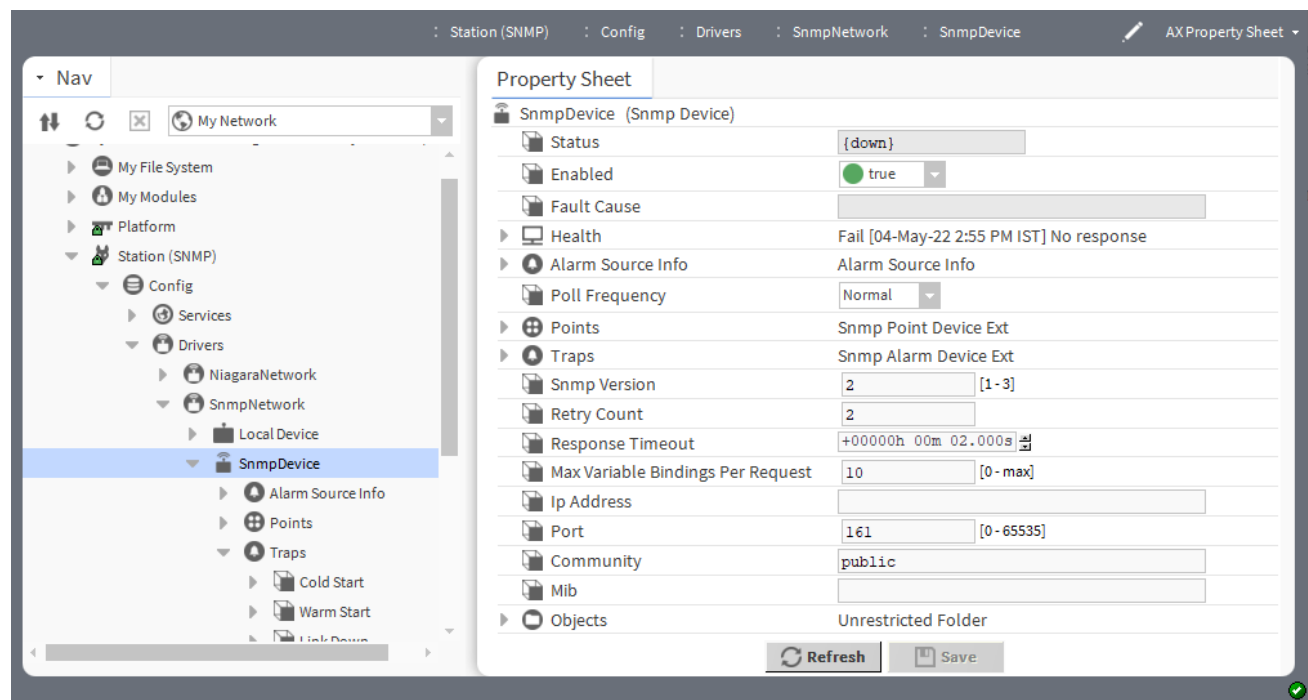 : Station (SNMP) : Config : Drivers : SnmpNetwork : SnmpDevice AX Property Sheet
Nav
My Network
My File System
My Modules
Platform
Station (SNMP)
Config
Services
Drivers
NiagaraNetwork
SnmpNetwork
Local Device
SnmpDevice
Alarm Source Info
Points
Traps
Cold Start
Warm Start
Link Down
Property Sheet
SnmpDevice (Snmp Device)
Status {down}
Enabled true
Fault Cause
Health Fail [04-May-22 2:55 PM IST] No response
Alarm Source Info Alarm Source Info
Poll Frequency Normal
Points Snmp Point Device Ext
Traps Snmp Alarm Device Ext
Snmp Version 2 [1 - 3]
Retry Count 2
Response Timeout +00000h 00m 02.000s
Max Variable Bindings Per Request 10 [0 - max]
Ip Address
Port 161 [0 - 65535]
Community public
Mib
Objects Unrestricted Folder
Refresh Save